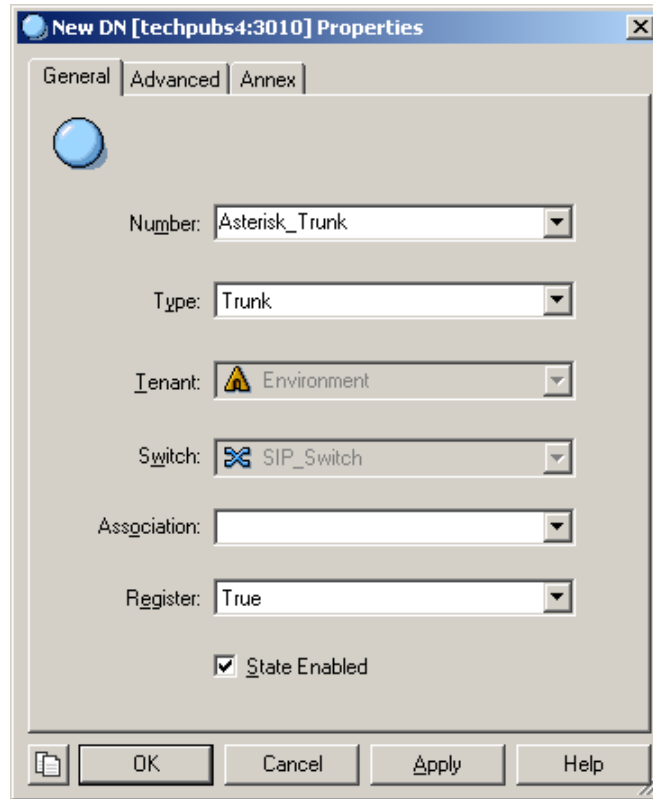 New DN [techpubs4:3010] Properties
General Advanced Annex
Number: Asterisk_Trunk
Type: Trunk
Tenant: Environment
Switch: SIP_Switch
Association:
Register: True
State Enabled
OK Cancel Apply Help